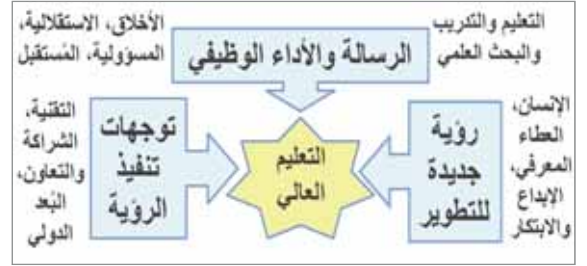 التعليم والتدريب
والبحث العلمي
الرسالة والأداء الوظيفي
الأخلاق، الاستقلالية،
المسؤولية، المُستقبل
الإنسان،
العطاء
المعرفي،
الإبداع
والابتكار
رؤية
جديدة
للتطوير
التعليم
العالي
توجهات
تنفيذ
الرؤية
التقنية،
الشراكة
والتعاون،
البُعد
الدولي